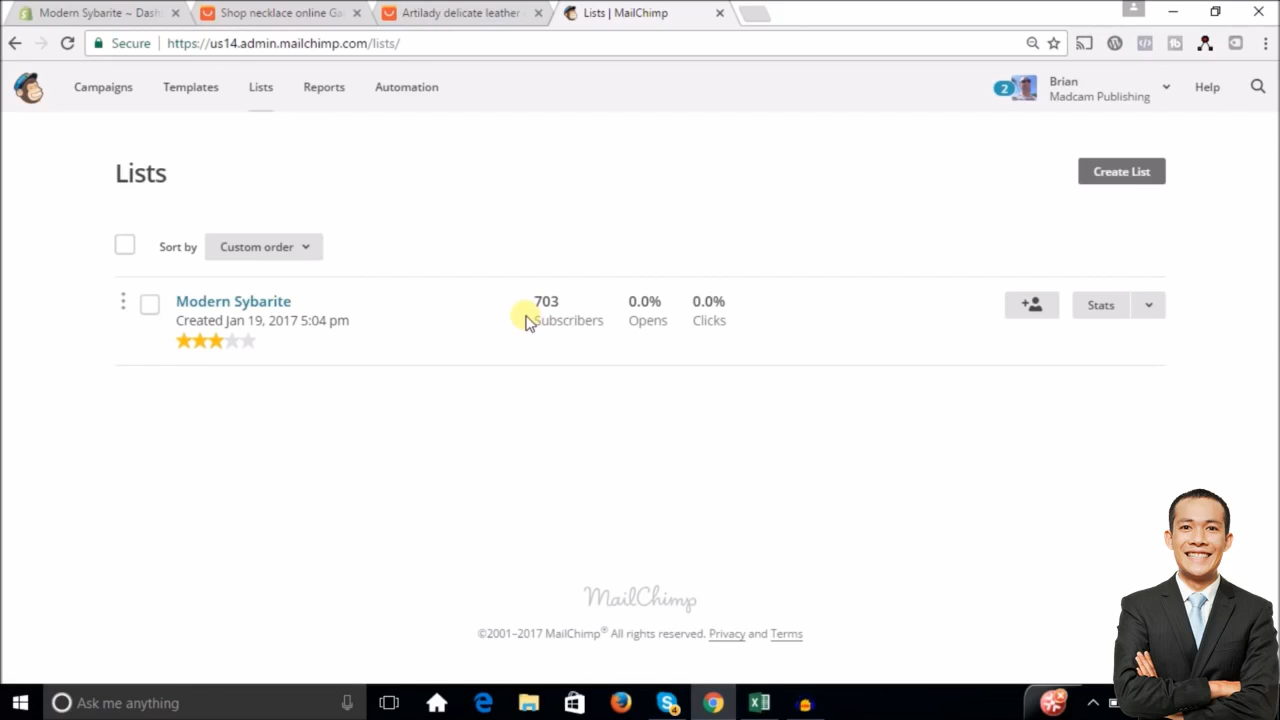 Modern Sybarite ~ Dash
Shop necklace online Ga
Artilady delicate leather
Lists | MailChimp
Secure
https://us14.admin.mailchimp.com/lists/
Campaigns
Templates
Lists
Reports
Automation
2
Brian
Madcam Publishing
Help
Lists
Create List
Sort by
Custom order
Modern Sybarite
Created Jan 19, 2017 5:04 pm
703
Subscribers
0.0%
Opens
0.0%
Clicks
Stats
MailChimp
©2001–2017 MailChimp® All rights reserved. Privacy and Terms
Ask me anything
4